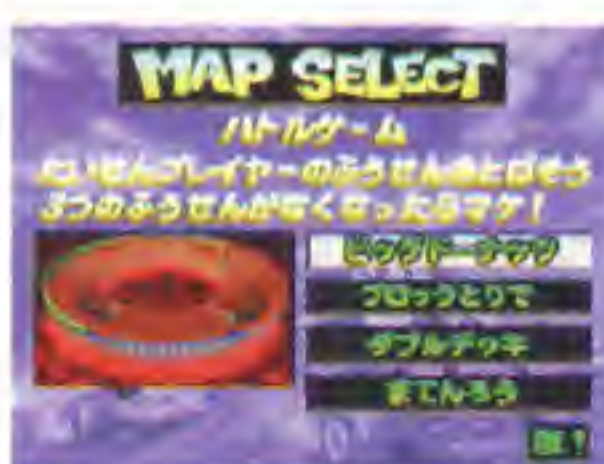 MAP SELECT
バトルゲーム
たいせんプレイヤーのふうせんをとばそう
3つのふうせんがなくなったらマケ!
ビッグドーナツ
ブロックとりで
ダブルデッキ
まてんろう
OK?